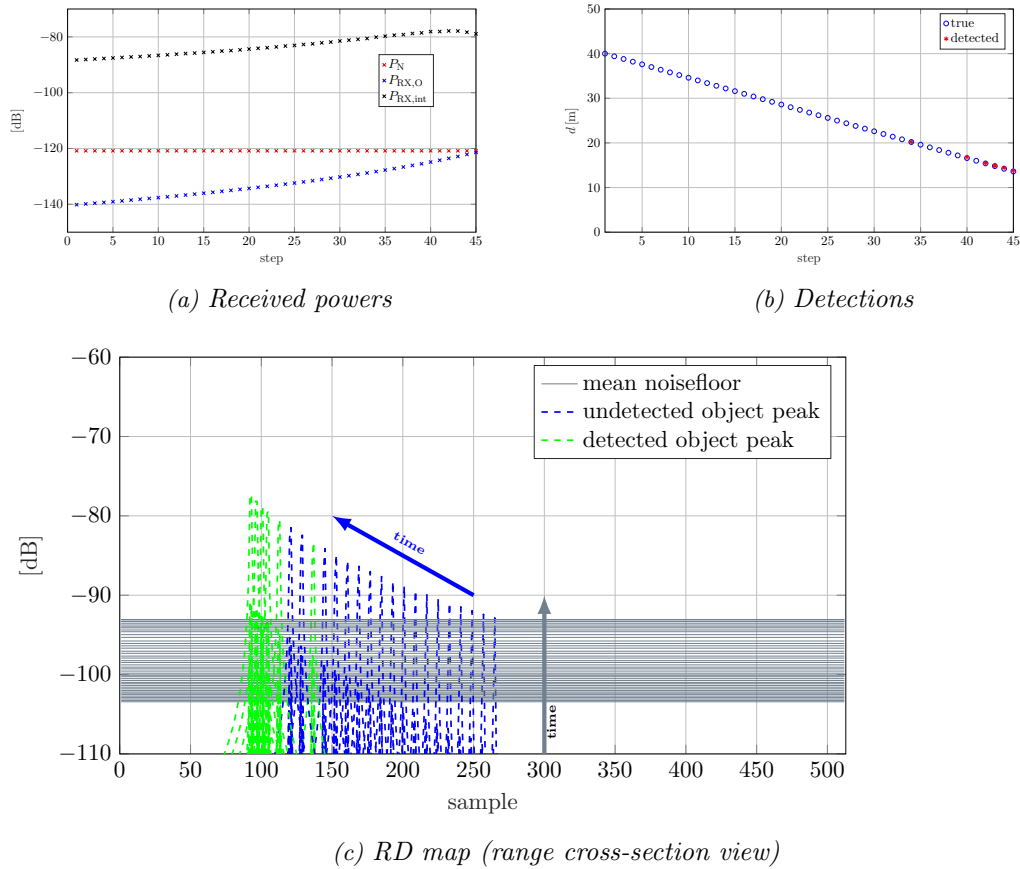 −80
−100
−120
−140
[dB]
0
5
10
15
20
25
30
35
40
45
step
P_N
P_RX,O
P_RX,int
(a) Received powers
50
40
30
20
10
0
d [m]
5
10
15
20
25
30
35
40
45
step
true
detected
(b) Detections
−60
−70
−80
−90
−100
−110
[dB]
0
50
100
150
200
250
300
350
400
450
500
sample
mean noisefloor
undetected object peak
detected object peak
time
time
(c) RD map (range cross-section view)